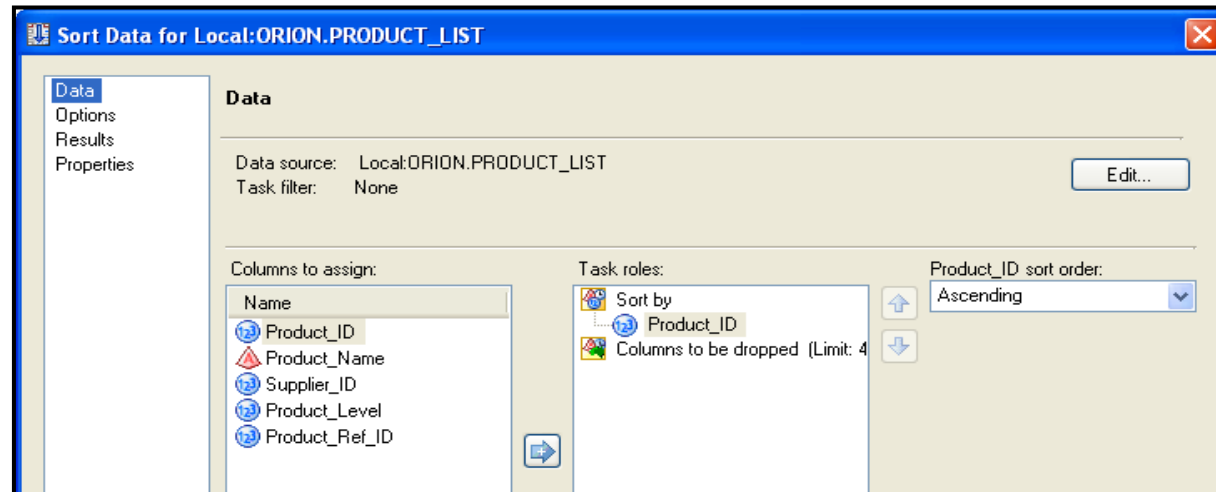 Sort Data for Local:ORION.PRODUCT_LIST
Data
Options
Results
Properties
Data
Data source: Local:ORION.PRODUCT_LIST
Task filter: None
Edit...
Columns to assign:
Name
Product_ID
Product_Name
Supplier_ID
Product_Level
Product_Ref_ID
Task roles:
Sort by
Product_ID
Columns to be dropped (Limit: 4
Product_ID sort order:
Ascending